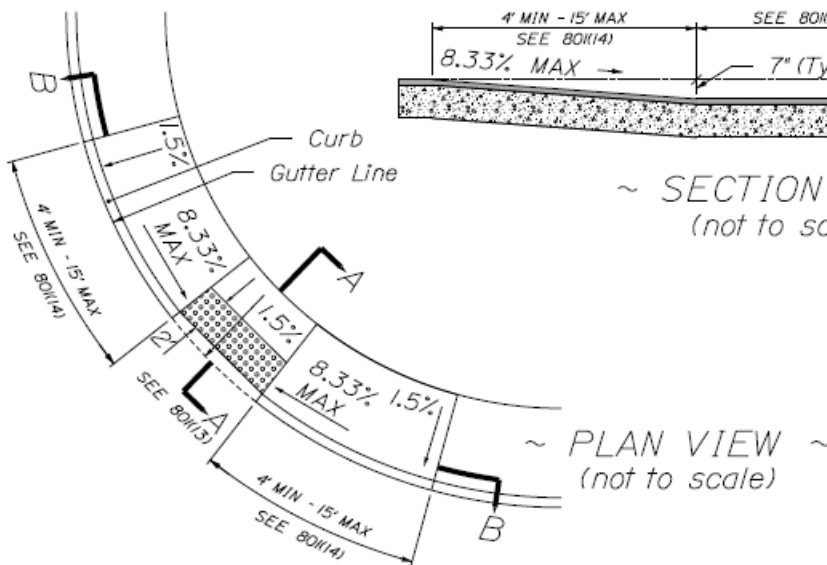 4' MIN - 15' MAX
SEE 801(14)
SEE 801(
8.33% MAX
7" (Ty
B
1.5%
Curb
Gutter Line
~ SECTION
(not to sc
4' MIN - 15' MAX
SEE 801(14)
8.33%
MAX
A
1.5%
2'
8.33%
MAX
1.5%
SEE 801(13)
A
~ PLAN VIEW ~
(not to scale)
4' MIN - 15' MAX
SEE 801(14)
B